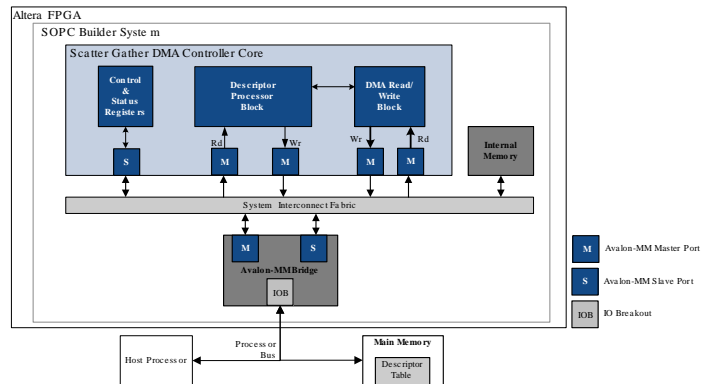 Altera FPGA
SOPC Builder System
Scatter Gather DMA Controller Core
Control
&
Status
Registers
Descriptor
Processor
Block
DMA Read/
Write
Block
Rd
Wr
Wr
Rd
S
M
M
M
M
Internal
Memory
System Interconnect Fabric
M
S
Avalon-MM Bridge
IOB
M
Avalon-MM Master Port
S
Avalon-MM Slave Port
IOB
IO Breakout
Host Processor
Processor
Bus
Main Memory
Descriptor
Table